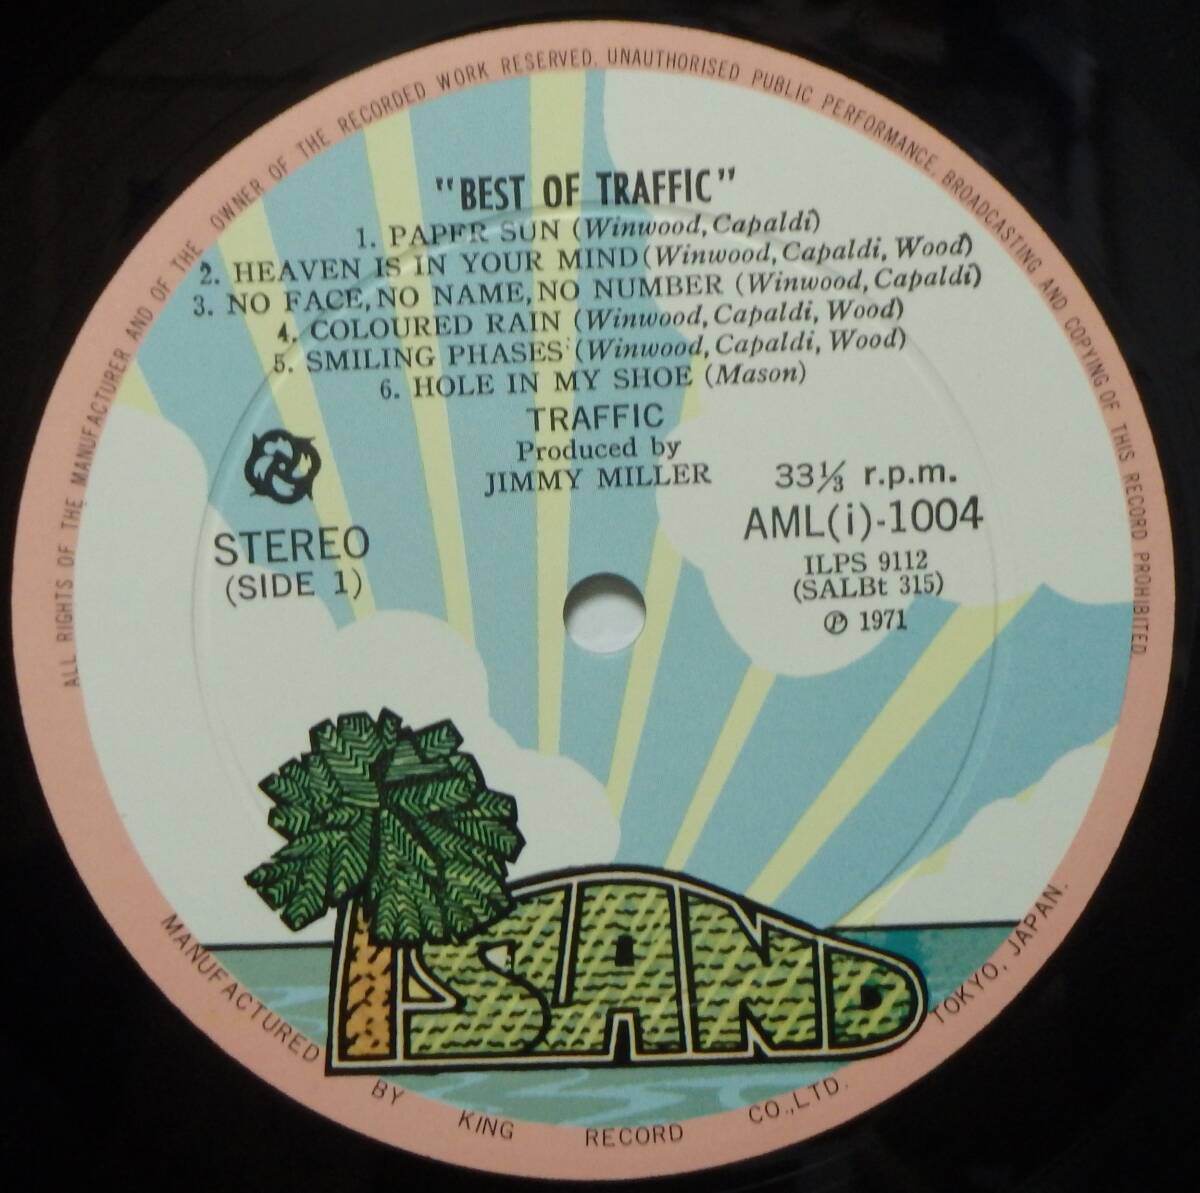 ALL RIGHTS OF THE MANUFACTURER AND OF THE OWNER OF THE RECORDED WORK RESERVED. UNAUTHORISED PUBLIC PERFORMANCE, BROADCASTING AND COPYING OF THIS RECORD PROHIBITED
"BEST OF TRAFFIC"
1. PAPER SUN (Winwood, Capaldi)
2. HEAVEN IS IN YOUR MIND (Winwood, Capaldi, Wood)
3. NO FACE, NO NAME, NO NUMBER (Winwood, Capaldi)
4. COLOURED RAIN (Winwood, Capaldi, Wood)
5. SMILING PHASES (Winwood, Capaldi, Wood)
6. HOLE IN MY SHOE (Mason)
TRAFFIC
Produced by
JIMMY MILLER
STEREO
(SIDE 1)
33⅓ r.p.m.
AML(i)-1004
ILPS 9112
(SALBt 315)
℗ 1971
ISLAND
MANUFACTURED BY KING RECORD CO.,LTD. TOKYO, JAPAN.